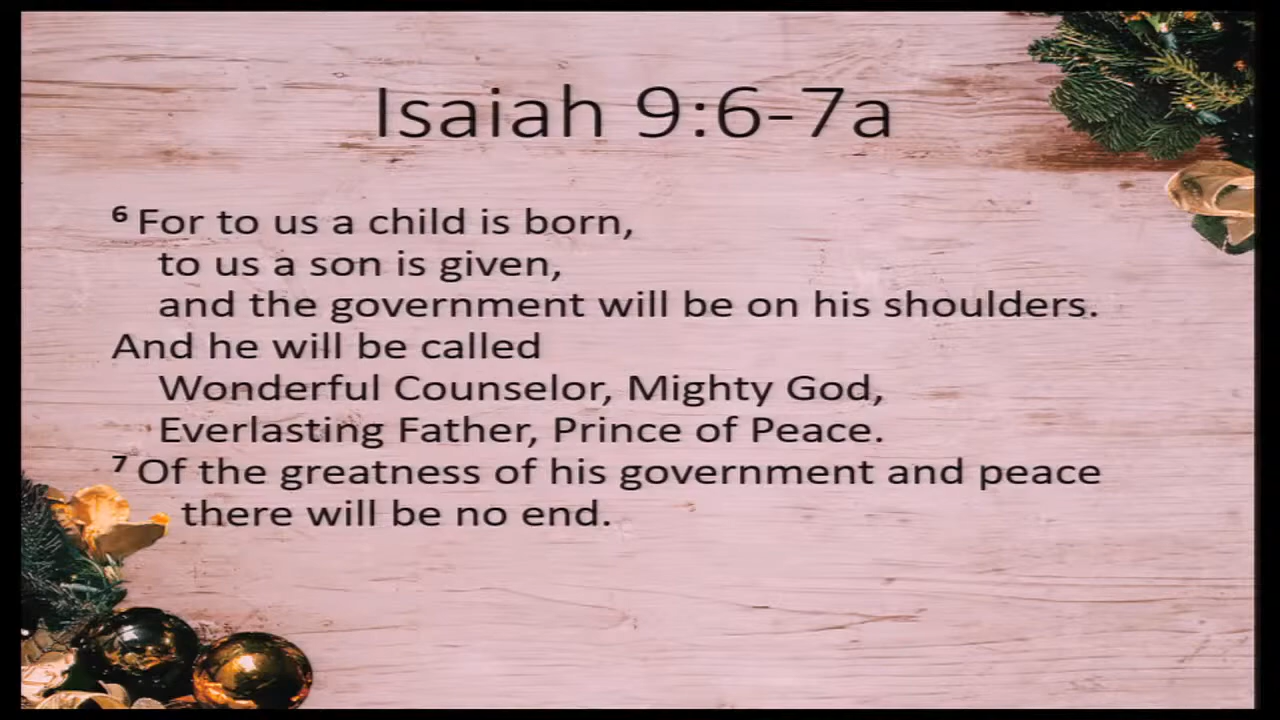 Isaiah 9:6-7a
6 For to us a child is born,
to us a son is given,
and the government will be on his shoulders.
And he will be called
Wonderful Counselor, Mighty God,
Everlasting Father, Prince of Peace.
7 Of the greatness of his government and peace
there will be no end.